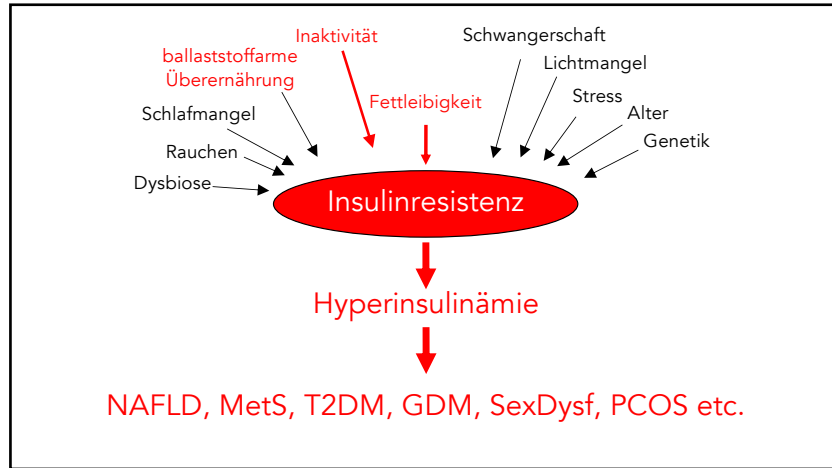 Inaktivität
Schwangerschaft
ballaststoffarme
Überernährung
Lichtmangel
Fettleibigkeit
Stress
Schlafmangel
Alter
Rauchen
Genetik
Dysbiose
Insulinresistenz
Hyperinsulinämie
NAFLD, MetS, T2DM, GDM, SexDysf, PCOS etc.